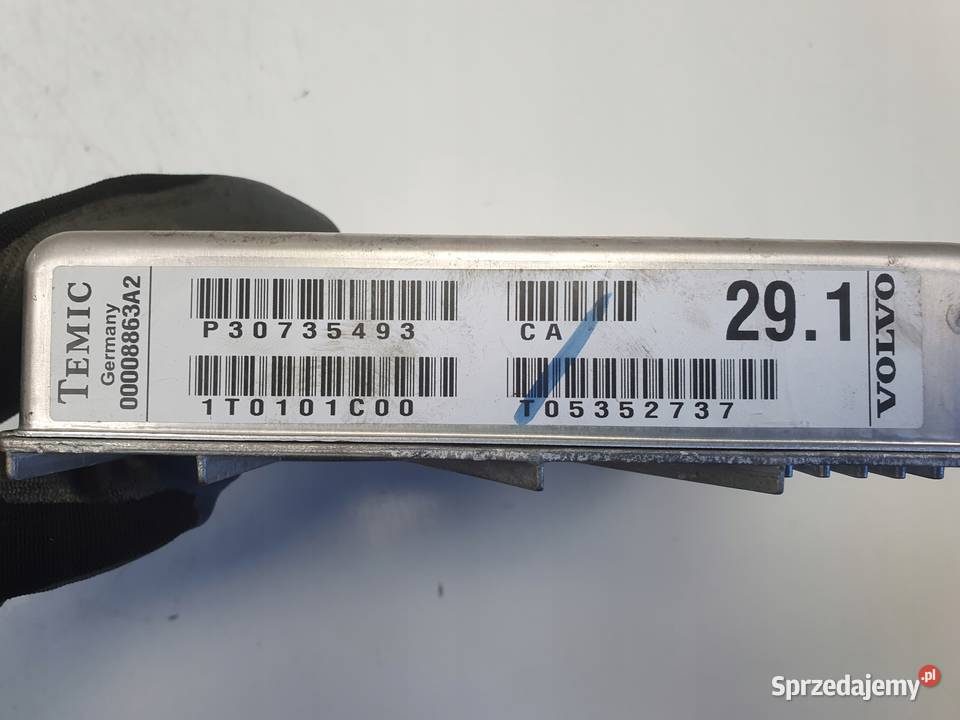 TEMIC
Germany
00008863A2
P30735493
CA
29.1
VOLVO
1T0101C00
T05352737
Sprzedajemy.pl